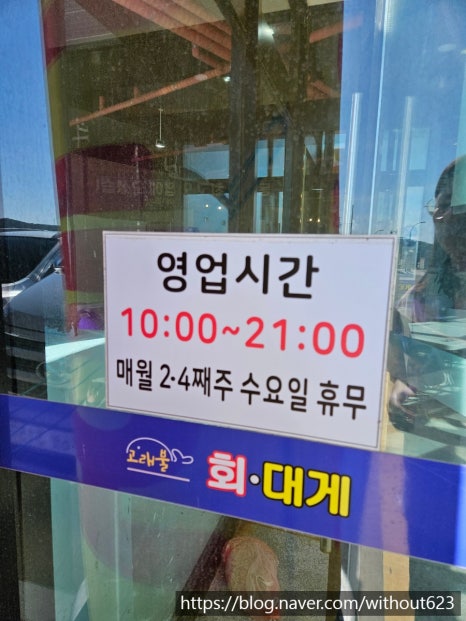 영업시간
10:00~21:00
매월 2·4째주 수요일 휴무
고래불 회·대게
https://blog.naver.com/without623